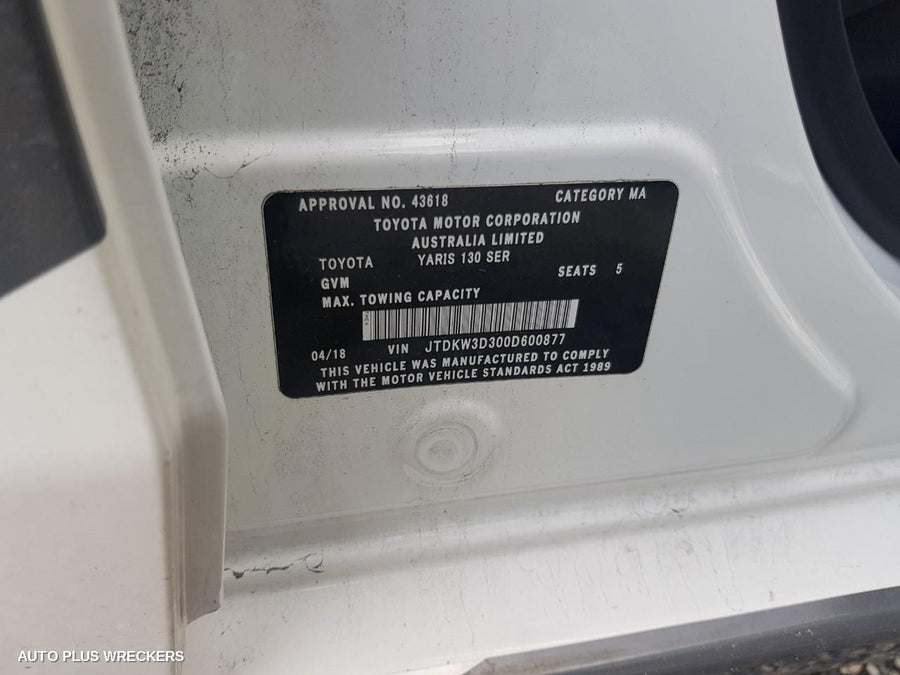 APPROVAL NO. 43618 CATEGORY MA
TOYOTA MOTOR CORPORATION
AUSTRALIA LIMITED
TOYOTA YARIS 130 SER
GVM SEATS 5
MAX. TOWING CAPACITY
04/18 VIN JTDKW3D300D600877
THIS VEHICLE WAS MANUFACTURED TO COMPLY
WITH THE MOTOR VEHICLE STANDARDS ACT 1989
AUTO PLUS WRECKERS